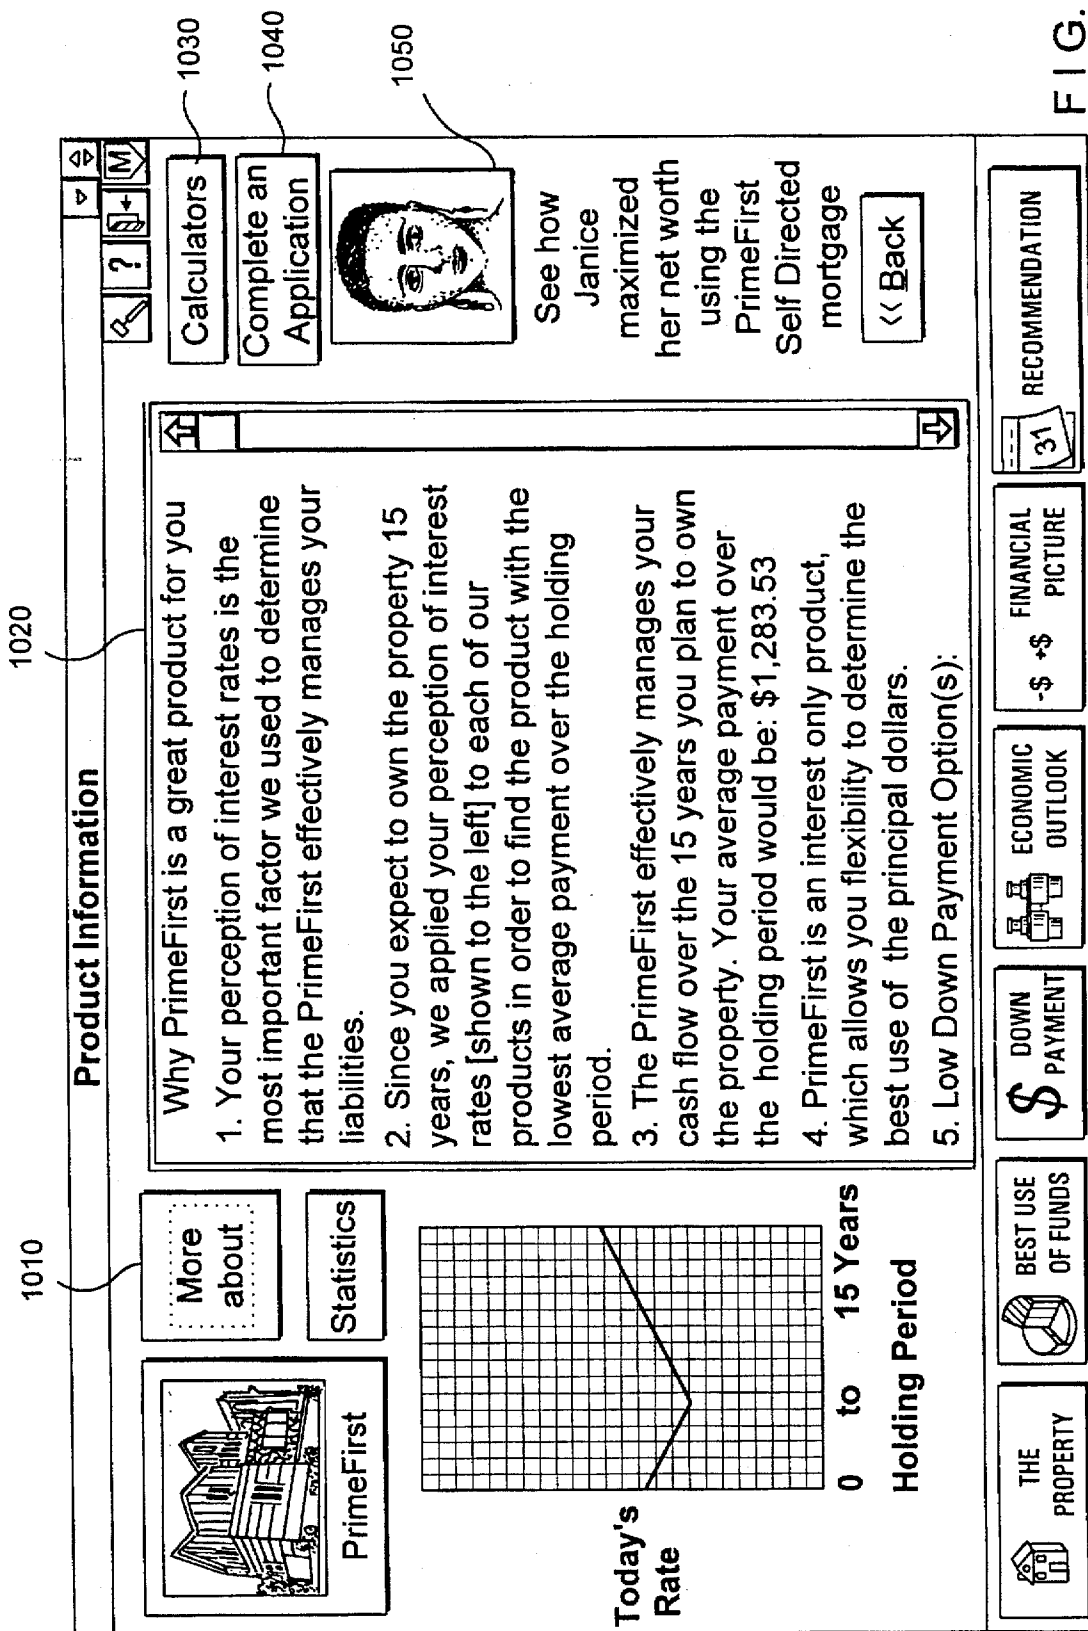 1010
1020
1030
1040
1050
Product Information
?
M
PrimeFirst
More
about
Statistics
Today's
Rate
0 to 15 Years
Holding Period
Why PrimeFirst is a great product for you
1. Your perception of interest rates is the
most important factor we used to determine
that the PrimeFirst effectively manages your
liabilities.
2. Since you expect to own the property 15
years, we applied your perception of interest
rates [shown to the left] to each of our
products in order to find the product with the
lowest average payment over the holding
period.
3. The PrimeFirst effectively manages your
cash flow over the 15 years you plan to own
the property. Your average payment over
the holding period would be: $1,283.53
4. PrimeFirst is an interest only product,
which allows you flexibility to determine the
best use of the principal dollars.
5. Low Down Payment Option(s):
Calculators
Complete an
Application
See how
Janice
maximized
her net worth
using the
PrimeFirst
Self Directed
mortgage
<< Back
THE
PROPERTY
BEST USE
OF FUNDS
$ DOWN
PAYMENT
ECONOMIC
OUTLOOK
-$ +$ FINANCIAL
PICTURE
31
RECOMMENDATION
FIG.